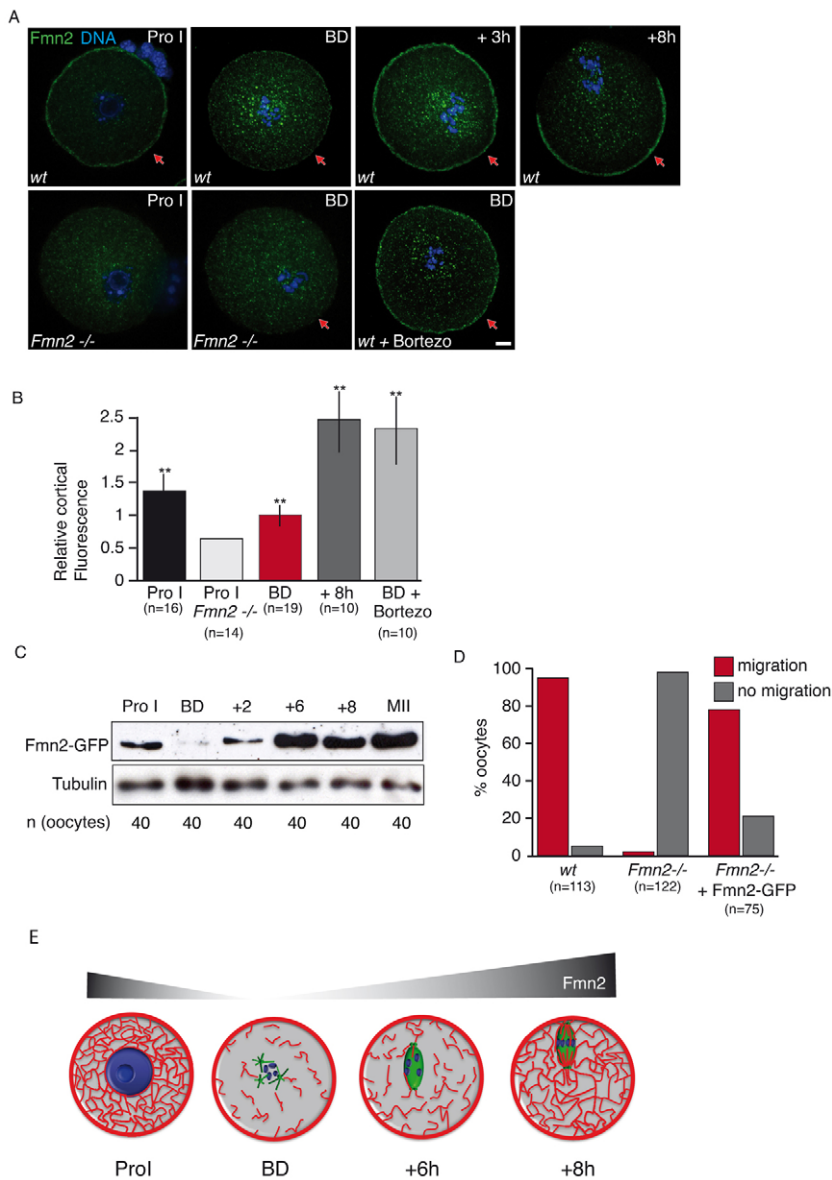 A
Fmn2 DNA Pro I
wt
BD
wt
+ 3h
wt
+8h
wt
Pro I
Fmn2 -/-
BD
Fmn2 -/-
BD
wt + Bortezo
B
Relative cortical
Fluorescence
2.5
2
1.5
1
0.5
0
**
**
**
**
Pro I
(n=16)
Pro I
Fmn2 -/-
(n=14)
BD
(n=19)
+ 8h
(n=10)
BD +
Bortezo
(n=10)
C
Pro I BD +2 +6 +8 MII
Fmn2-GFP
Tubulin
n (oocytes) 40 40 40 40 40 40
D
% oocytes
100
80
60
40
20
0
migration
no migration
wt
(n=113)
Fmn2-/-
(n=122)
Fmn2-/-
+ Fmn2-GFP
(n=75)
E
Fmn2
ProI BD +6h +8h